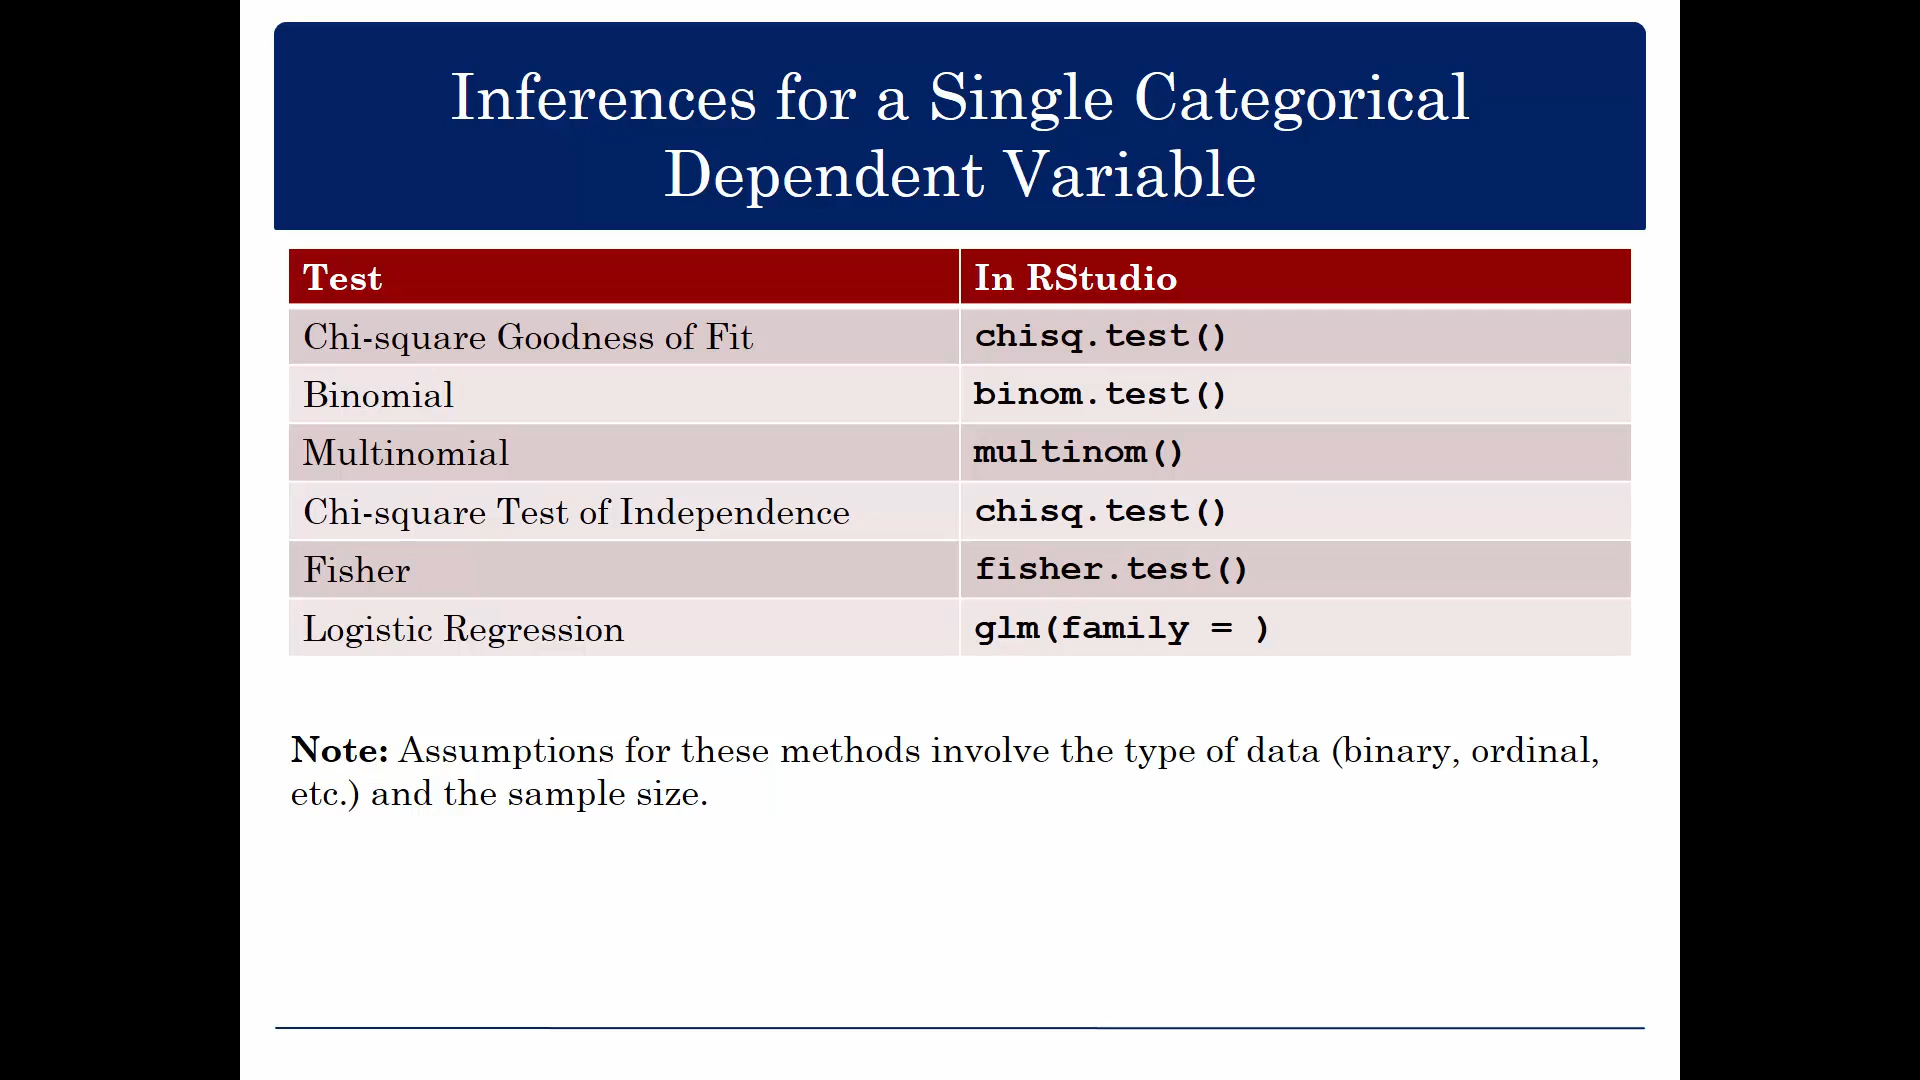 Inferences for a Single Categorical
Dependent Variable
Test In RStudio
Chi-square Goodness of Fit chisq.test()
Binomial binom.test()
Multinomial multinom()
Chi-square Test of Independence chisq.test()
Fisher fisher.test()
Logistic Regression glm(family = )
Note: Assumptions for these methods involve the type of data (binary, ordinal,
etc.) and the sample size.